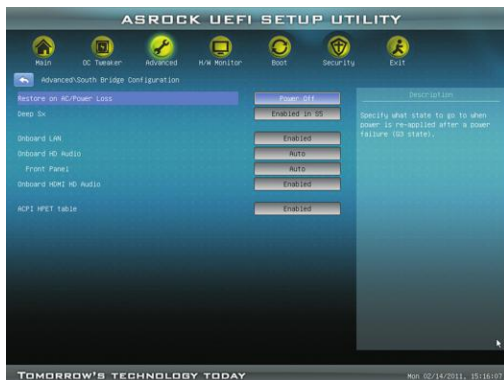 ASROCK UEFI SETUP UTILITY
Main OC Tweaker Advanced H/W Monitor Boot Security Exit
Advanced\South Bridge Configuration
Restore on AC/Power Loss Power Off
Deep Sx Enabled in S5
Onboard LAN Enabled
Onboard HD Audio Auto
Front Panel Auto
Onboard HDMI HD Audio Enabled
ACPI HPET table Enabled
Description
Specify what state to go to when
power is re-applied after a power
failure (G3 state).
TOMORROW'S TECHNOLOGY TODAY
Mon 02/14/2011, 15:16:07